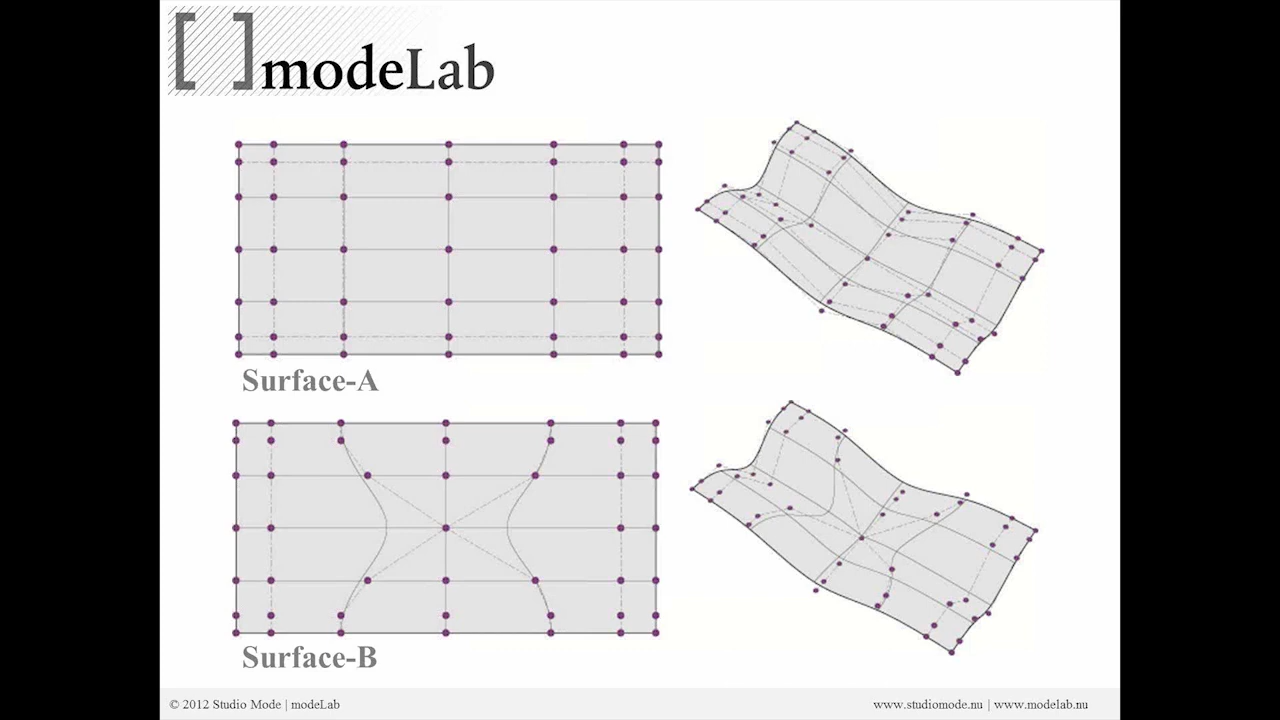 [ ] modeLab
Surface-A
Surface-B
© 2012 Studio Mode | modeLab
www.studiomode.nu | www.modelab.nu